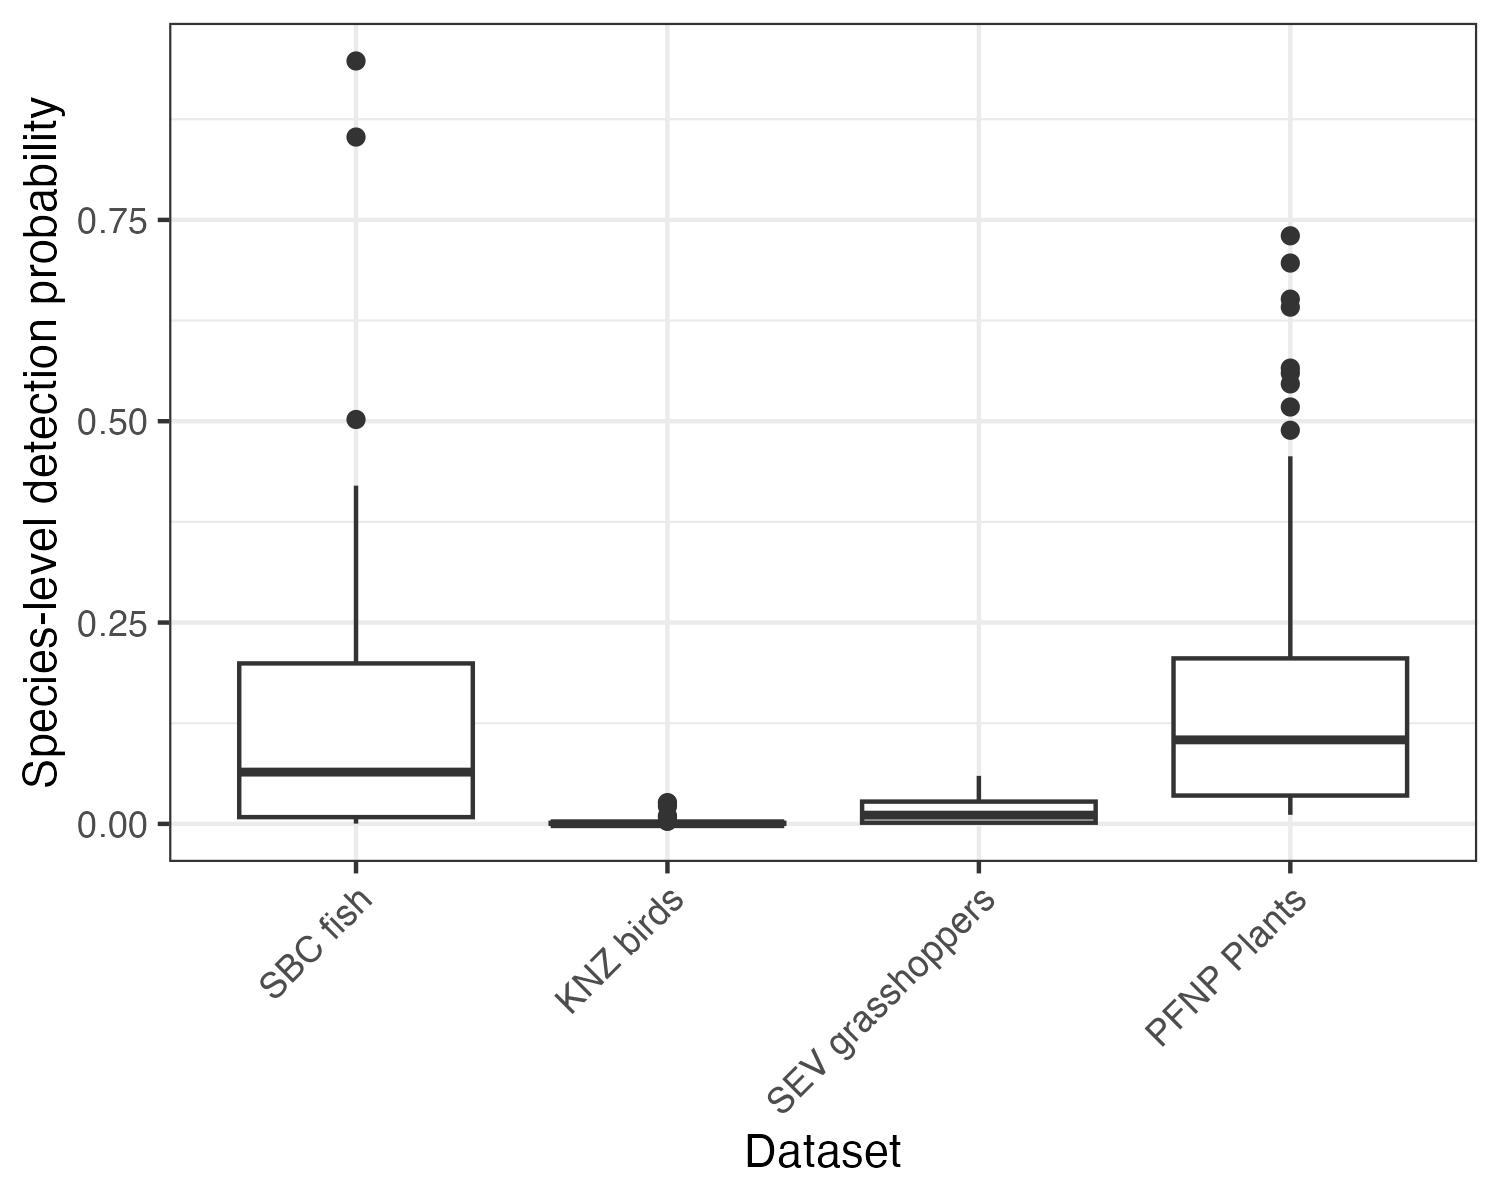 Species-level detection probability
0.75
0.50
0.25
0.00
SBC fish
KNZ birds
SEV grasshoppers
PFNP Plants
Dataset